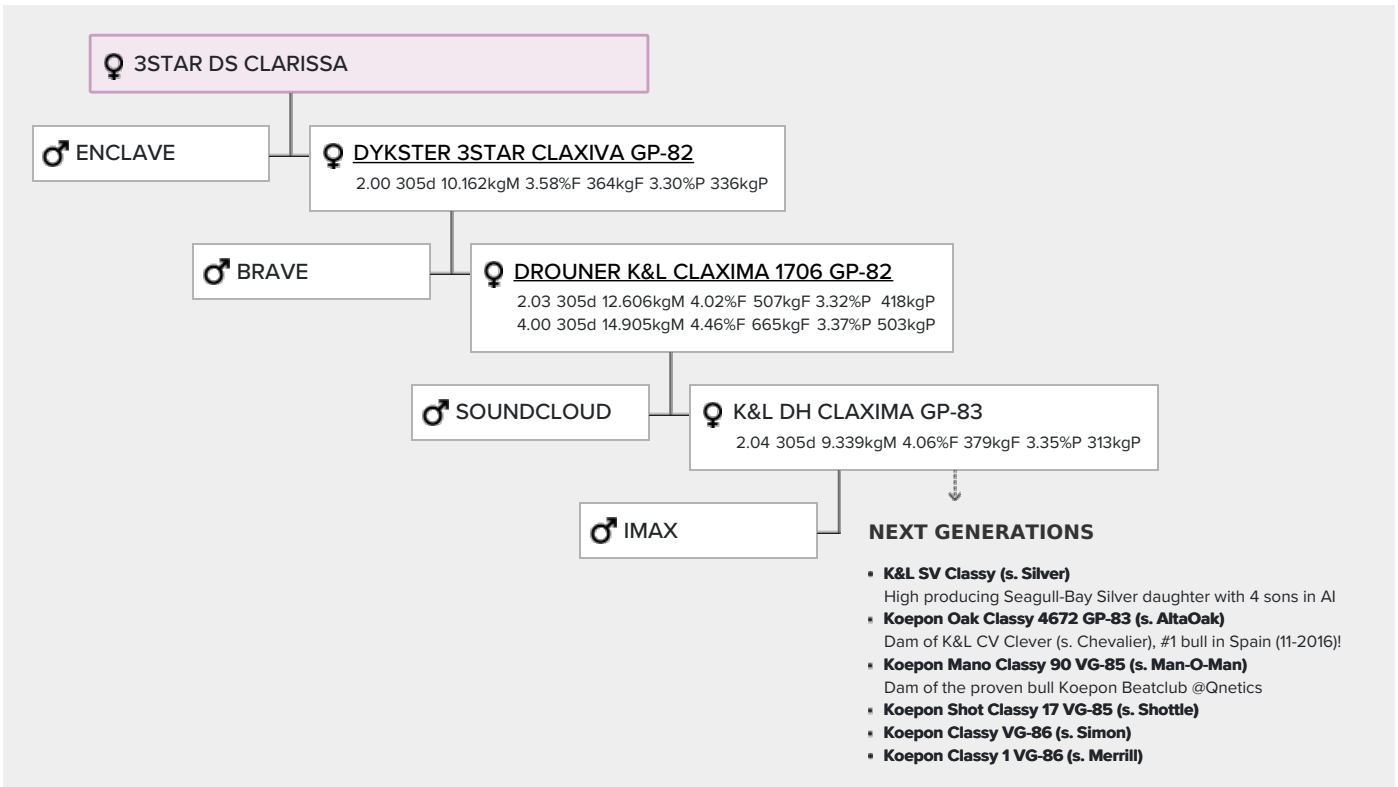 ♀ 3STAR DS CLARISSA
♂ ENCLAVE
♀ DYKSTER 3STAR CLAXIVA GP-82
2.00 305d 10.162kgM 3.58%F 364kgF 3.30%P 336kgP
♂ BRAVE
♀ DROUNER K&L CLAXIMA 1706 GP-82
2.03 305d 12.606kgM 4.02%F 507kgF 3.32%P 418kgP
4.00 305d 14.905kgM 4.46%F 665kgF 3.37%P 503kgP
♂ SOUNDCLOUD
♀ K&L DH CLAXIMA GP-83
2.04 305d 9.339kgM 4.06%F 379kgF 3.35%P 313kgP
♂ IMAX
NEXT GENERATIONS
• K&L SV Classy (s. Silver)
High producing Seagull-Bay Silver daughter with 4 sons in AI
• Koepon Oak Classy 4672 GP-83 (s. AltaOak)
Dam of K&L CV Clever (s. Chevalier), #1 bull in Spain (11-2016)!
• Koepon Mano Classy 90 VG-85 (s. Man-O-Man)
Dam of the proven bull Koepon Beatclub @Qnetics
• Koepon Shot Classy 17 VG-85 (s. Shottle)
• Koepon Classy VG-86 (s. Simon)
• Koepon Classy 1 VG-86 (s. Merrill)